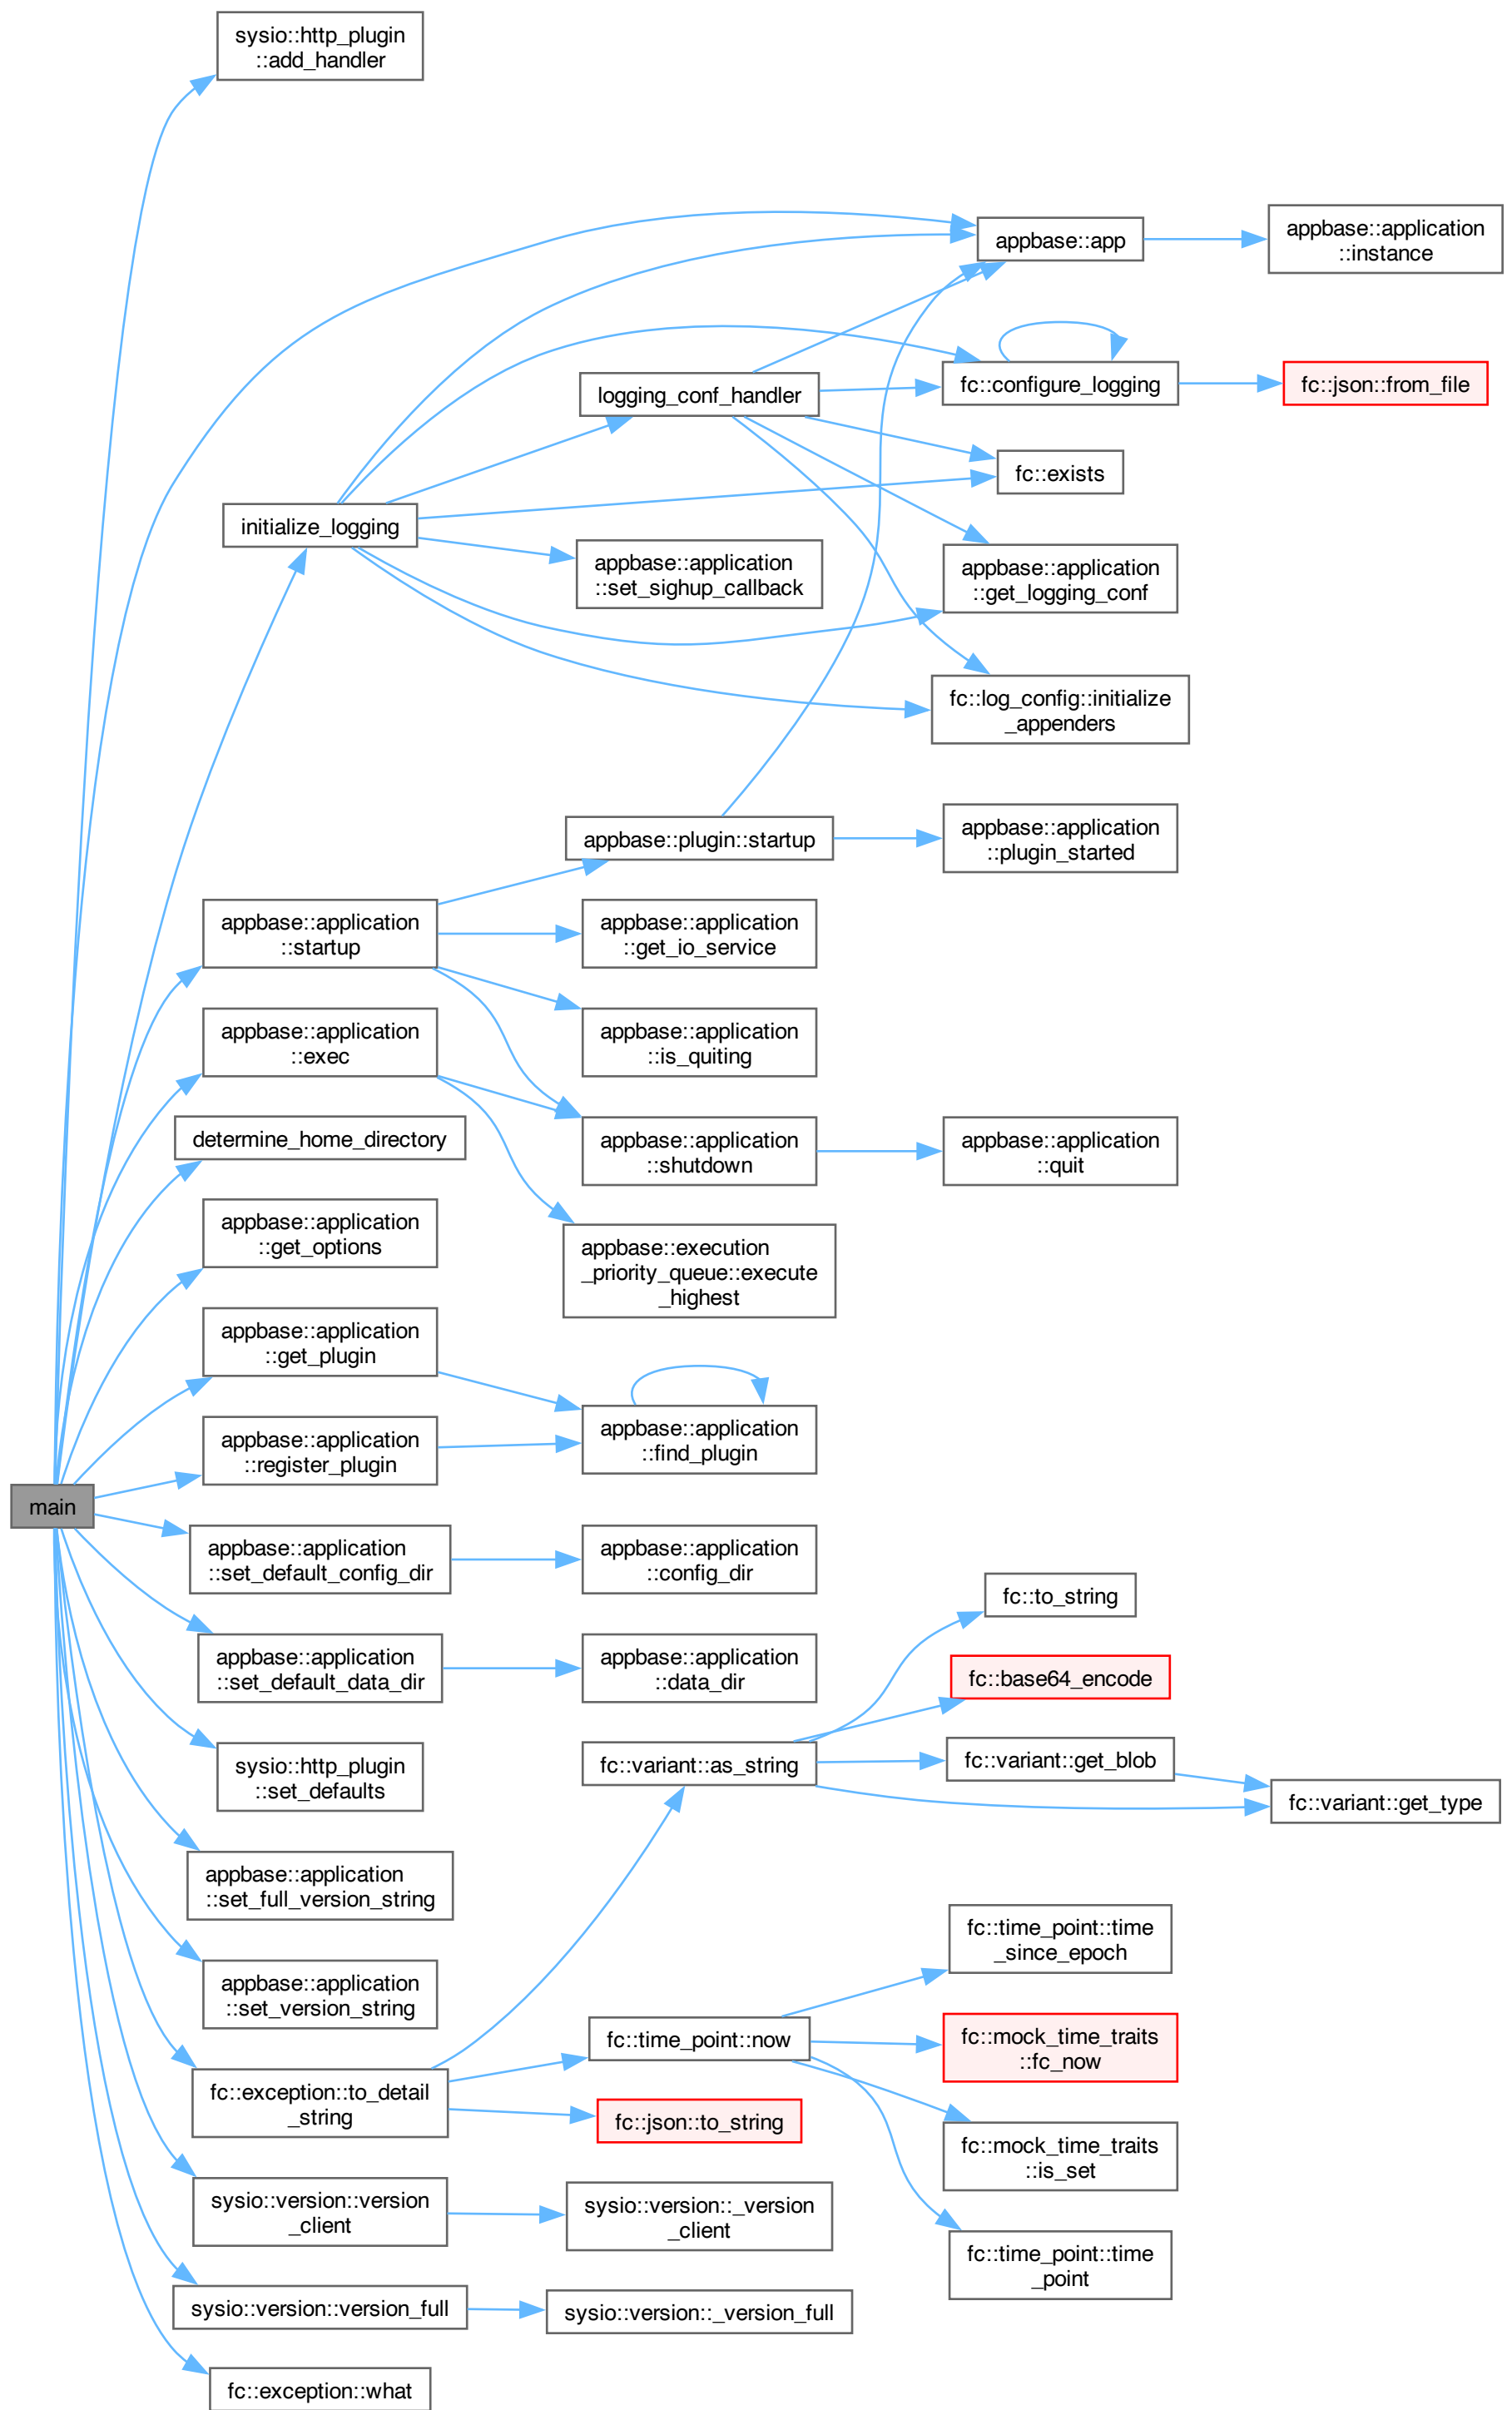 sysio::http_plugin
::add_handler
appbase::app
appbase::application
::instance
logging_conf_handler
fc::configure_logging
fc::json::from_file
fc::exists
initialize_logging
appbase::application
::set_sighup_callback
appbase::application
::get_logging_conf
fc::log_config::initialize
_appenders
appbase::plugin::startup
appbase::application
::plugin_started
appbase::application
::startup
appbase::application
::get_io_service
appbase::application
::exec
appbase::application
::is_quiting
determine_home_directory
appbase::application
::shutdown
appbase::application
::quit
appbase::application
::get_options
appbase::execution
_priority_queue::execute
_highest
appbase::application
::get_plugin
appbase::application
::find_plugin
appbase::application
::register_plugin
main
appbase::application
::set_default_config_dir
appbase::application
::config_dir
fc::to_string
appbase::application
::set_default_data_dir
appbase::application
::data_dir
fc::base64_encode
sysio::http_plugin
::set_defaults
fc::variant::as_string
fc::variant::get_blob
fc::variant::get_type
appbase::application
::set_full_version_string
fc::time_point::time
_since_epoch
appbase::application
::set_version_string
fc::time_point::now
fc::mock_time_traits
::fc_now
fc::exception::to_detail
_string
fc::json::to_string
fc::mock_time_traits
::is_set
sysio::version::version
_client
sysio::version::_version
_client
fc::time_point::time
_point
sysio::version::version_full
sysio::version::_version_full
fc::exception::what